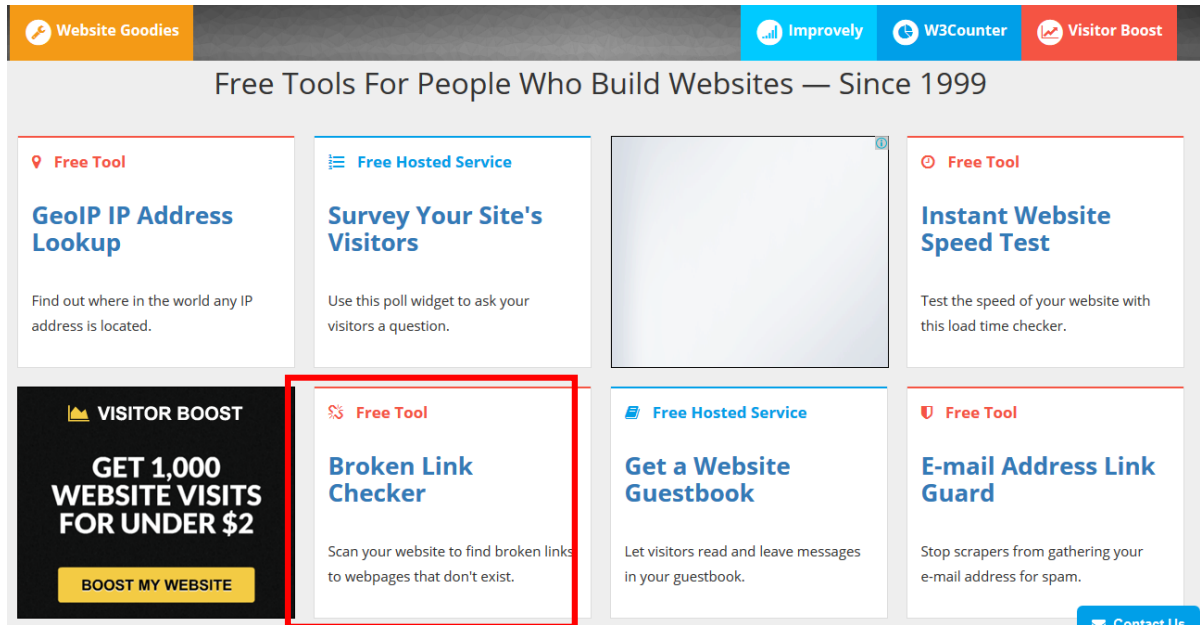 Website Goodies
Improvely
W3Counter
Visitor Boost
Free Tools For People Who Build Websites — Since 1999
Free Tool
GeoIP IP Address
Lookup
Find out where in the world any IP
address is located.
Free Hosted Service
Survey Your Site's
Visitors
Use this poll widget to ask your
visitors a question.
Free Tool
Instant Website
Speed Test
Test the speed of your website with
this load time checker.
VISITOR BOOST
GET 1,000
WEBSITE VISITS
FOR UNDER $2
BOOST MY WEBSITE
Free Tool
Broken Link
Checker
Scan your website to find broken links
to webpages that don't exist.
Free Hosted Service
Get a Website
Guestbook
Let visitors read and leave messages
in your guestbook.
Free Tool
E-mail Address Link
Guard
Stop scrapers from gathering your
e-mail address for spam.
Contact Us